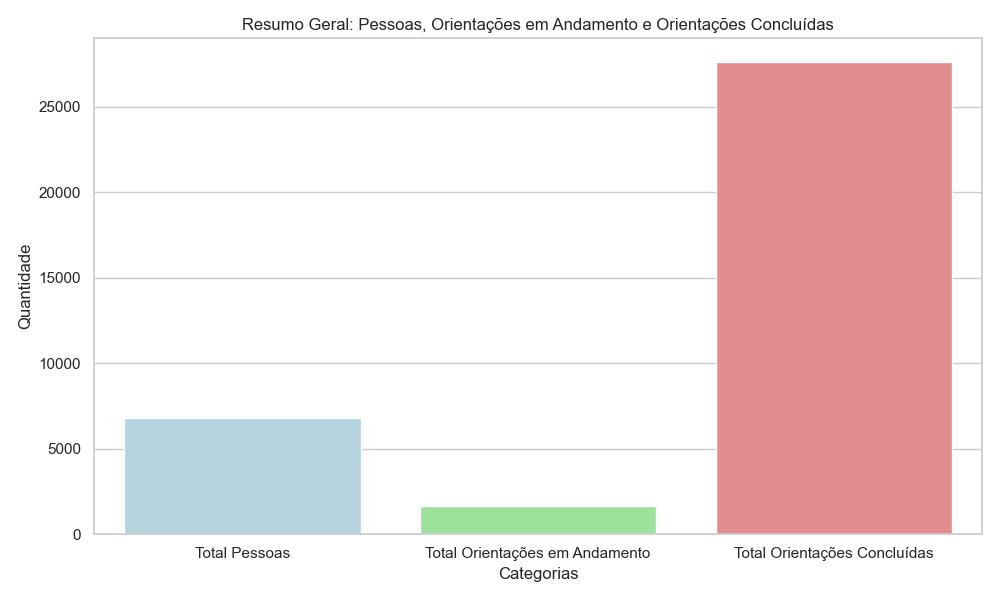 Resumo Geral: Pessoas, Orientações em Andamento e Orientações Concluídas
Quantidade
25000
20000
15000
10000
5000
0
Total Pessoas
Total Orientações em Andamento
Total Orientações Concluídas
Categorias